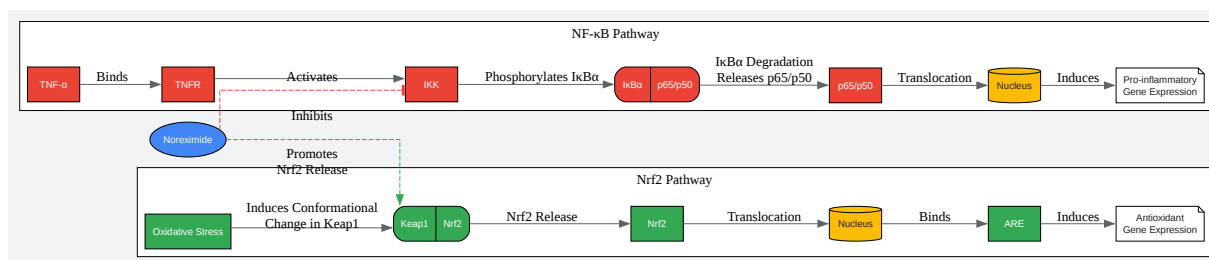 NF-κB Pathway
TNF-α
Binds
TNFR
Activates
IKK
Phosphorylates IκBα
IκBα
p65/p50
IκBα Degradation
Releases p65/p50
p65/p50
Translocation
Nucleus
Induces
Pro-inflammatory
Gene Expression
Inhibits
Noreximide
Promotes
Nrf2 Release
Nrf2 Pathway
Oxidative Stress
Induces Conformational
Change in Keap1
Keap1
Nrf2
Nrf2 Release
Nrf2
Translocation
Nucleus
Binds
ARE
Induces
Antioxidant
Gene Expression